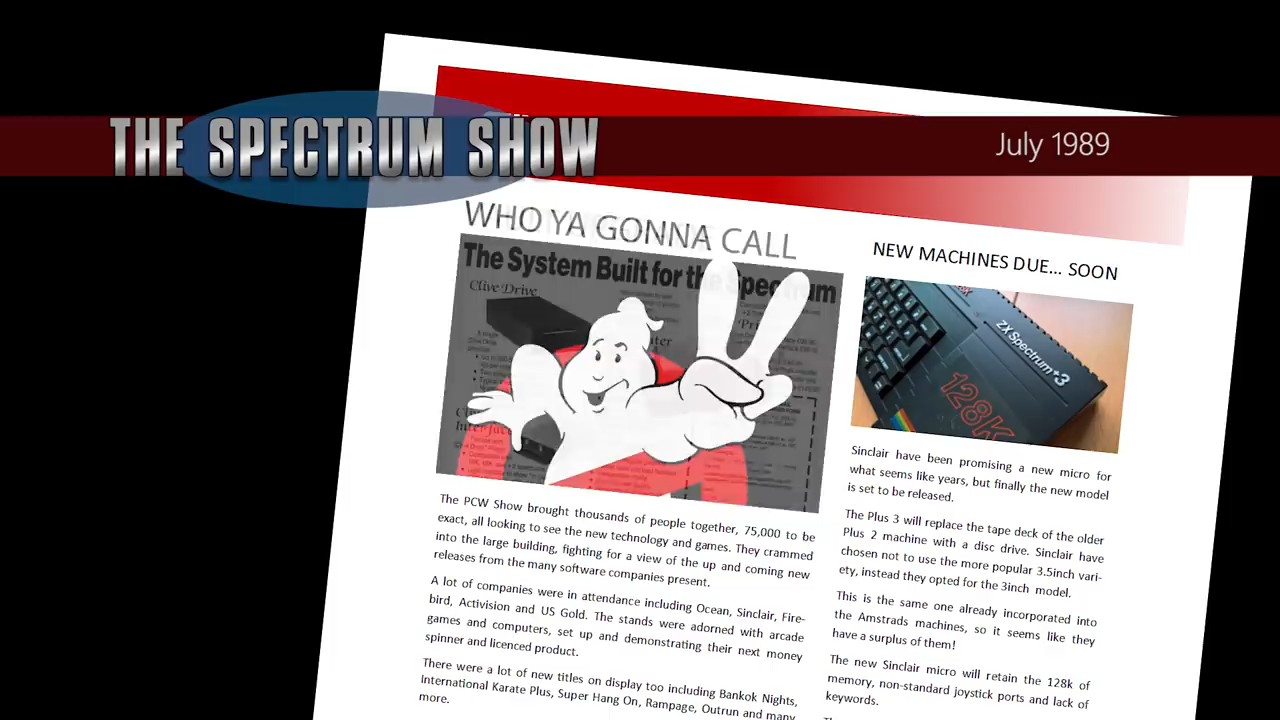 THE SPECTRUM SHOW
July 1989
WHO YA GONNA CALL
The System Built for the Spectrum
Clive Drive
The PCW Show brought thousands of people together, 75,000 to be
exact, all looking to see the new technology and games. They crammed
into the large building, fighting for a view of the up and coming new
releases from the many software companies present.
A lot of companies were in attendance including Ocean, Sinclair, Fire-
bird, Activision and US Gold. The stands were adorned with arcade
games and computers, set up and demonstrating their next money
spinner and licenced product.
There were a lot of new titles on display too including Bankok Nights,
International Karate Plus, Super Hang On, Rampage, Outrun and many
more.
NEW MACHINES DUE... SOON
ZX Spectrum +3
128K
Sinclair have been promising a new micro for
what seems like years, but finally the new model
is set to be released.
The Plus 3 will replace the tape deck of the older
Plus 2 machine with a disc drive. Sinclair have
chosen not to use the more popular 3.5inch vari-
ety, instead they opted for the 3inch model.
This is the same one already incorporated into
the Amstrads machines, so it seems like they
have a surplus of them!
The new Sinclair micro will retain the 128k of
memory, non-standard joystick ports and lack of
keywords.